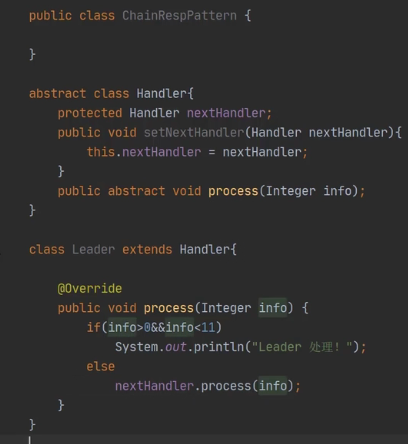 public class ChainRespPattern {
}
abstract class Handler{
protected Handler nextHandler;
public void setNextHandler(Handler nextHandler){
this.nextHandler = nextHandler;
}
public abstract void process(Integer info);
}
class Leader extends Handler{
@Override
public void process(Integer info) {
if(info>0&&info<11)
System.out.println("Leader 处理!");
else
nextHandler.process(info);
}
}